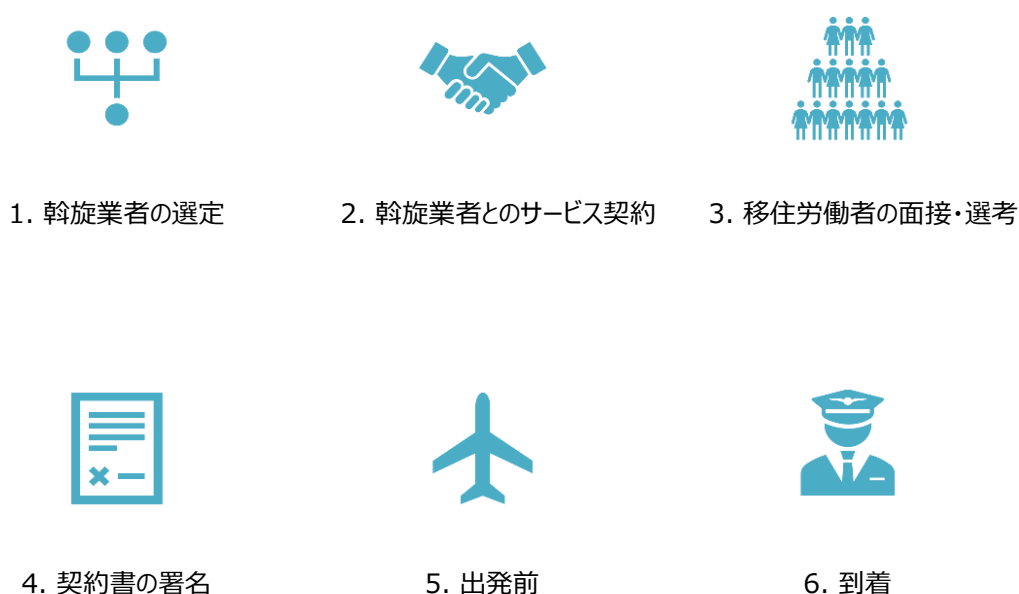 1. 斡旋業者の選定
2. 斡旋業者とのサービス契約
3. 移住労働者の面接・選考
4. 契約書の署名
5. 出発前
6. 到着